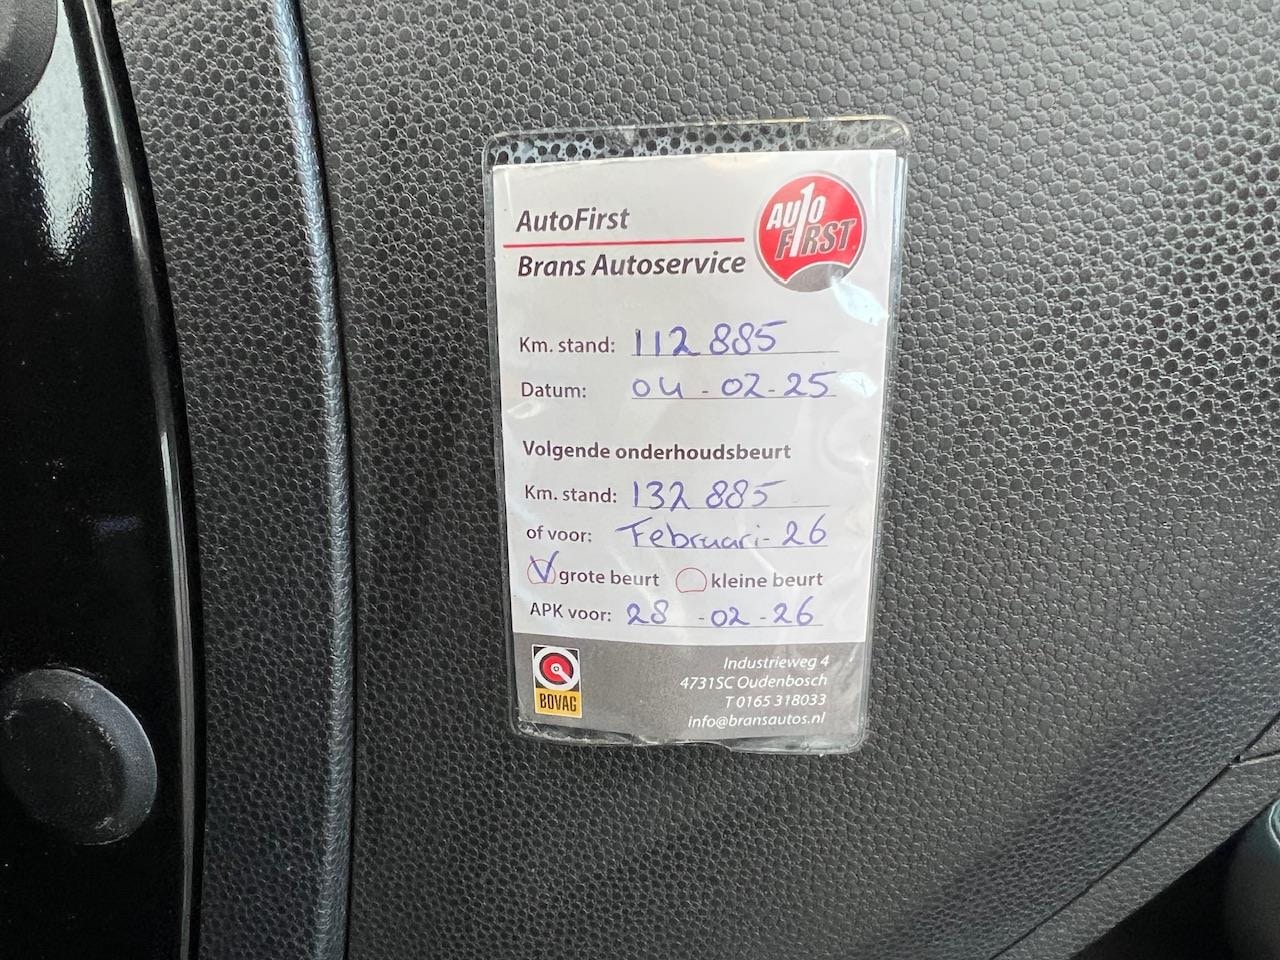 AutoFirst
Brans Autoservice
AUTO
FIRST
Km. stand: 112 885
Datum: 04 - 02 - 25
Volgende onderhoudsbeurt
Km. stand: 132 885
of voor: Februari - 26
grote beurt kleine beurt
APK voor: 28 - 02 - 26
BOVAG
Industrieweg 4
4731SC Oudenbosch
T 0165 318033
info@bransautos.nl